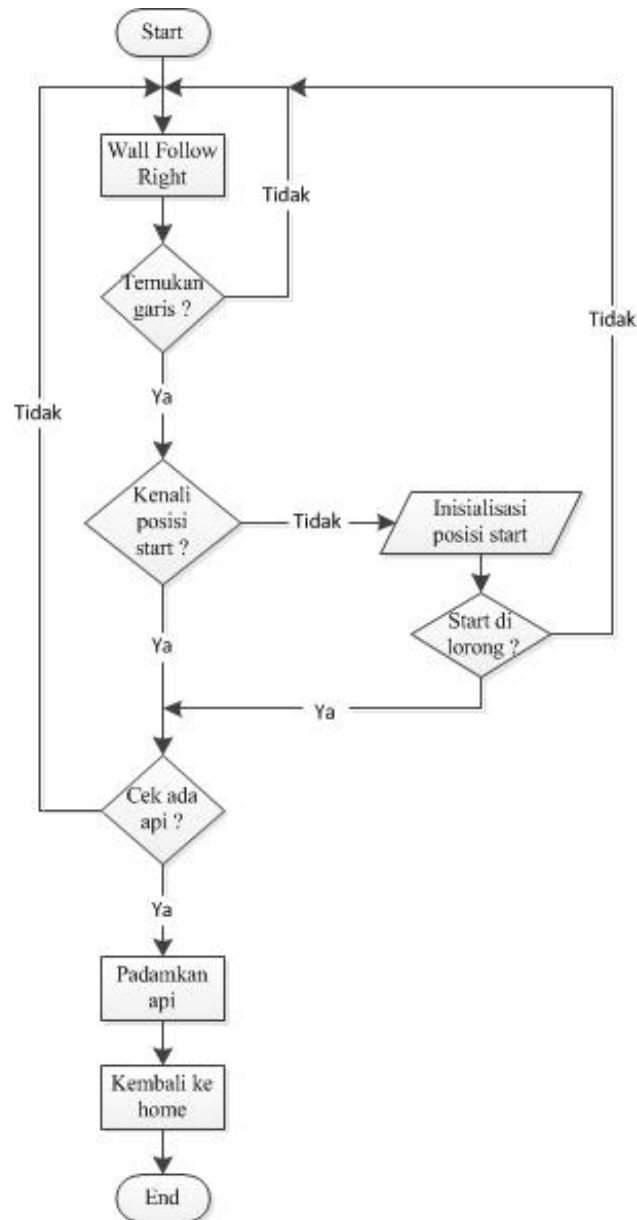 Start
Wall Follow
Right
Tidak
Temukan
garis ?
Tidak
Ya
Tidak
Kenali
posisi
start ?
Tidak
Inisialisasi
posisi start
Start di
lorong ?
Ya
Ya
Cek ada
api ?
Ya
Padamkan
api
Kembali ke
home
End